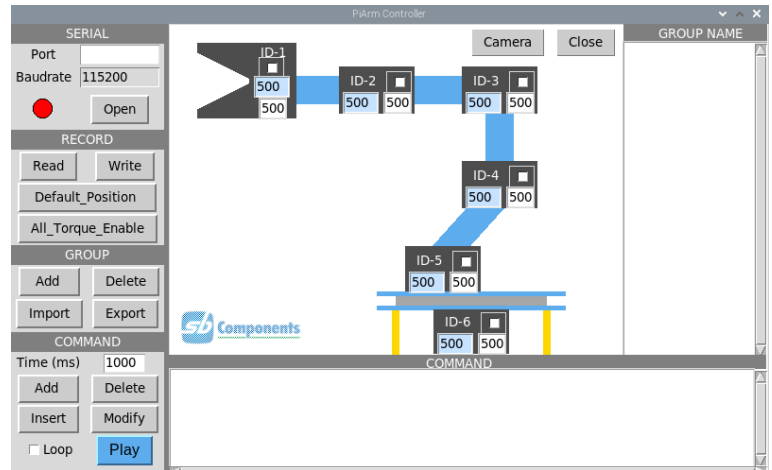 PiArm Controller
SERIAL
Port
Baudrate 115200
Open
RECORD
Read Write
Default_Position
All_Torque_Enable
GROUP
Add Delete
Import Export
COMMAND
Time (ms) 1000
Add Delete
Insert Modify
Loop Play
Camera Close
ID-1
500
500
ID-2
500 500
ID-3
500 500
ID-4
500 500
ID-5
500 500
ID-6
500 500
sb Components
GROUP NAME
COMMAND